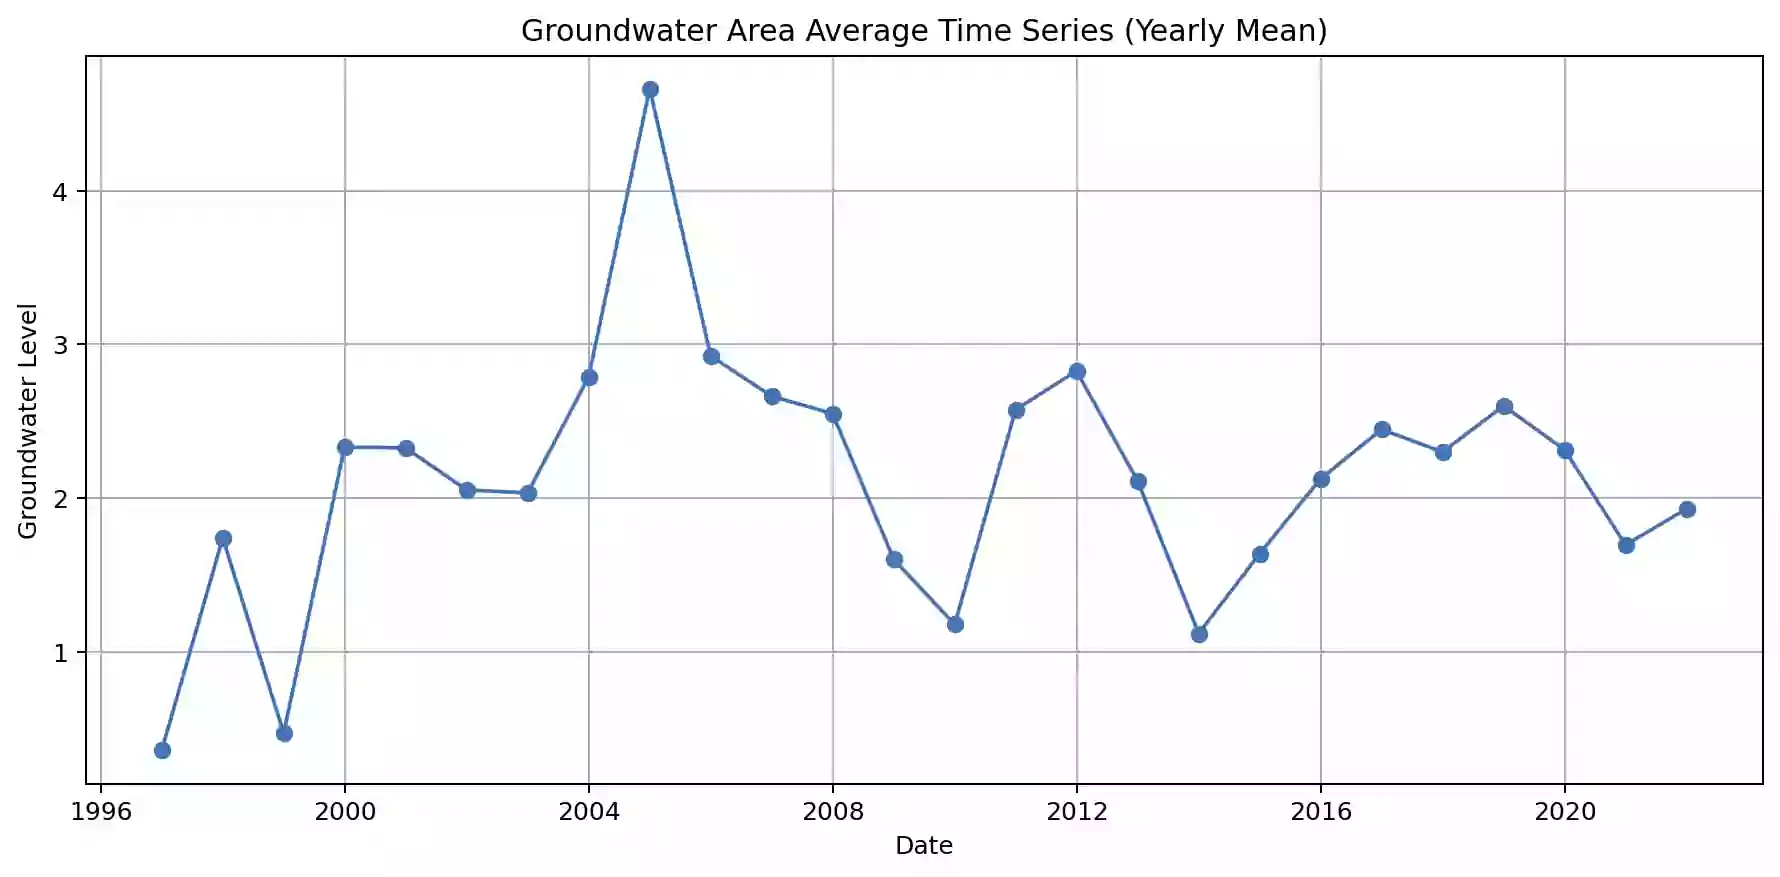 Groundwater Area Average Time Series (Yearly Mean)
Groundwater Level
4
3
2
1
1996 2000 2004 2008 2012 2016 2020
Date